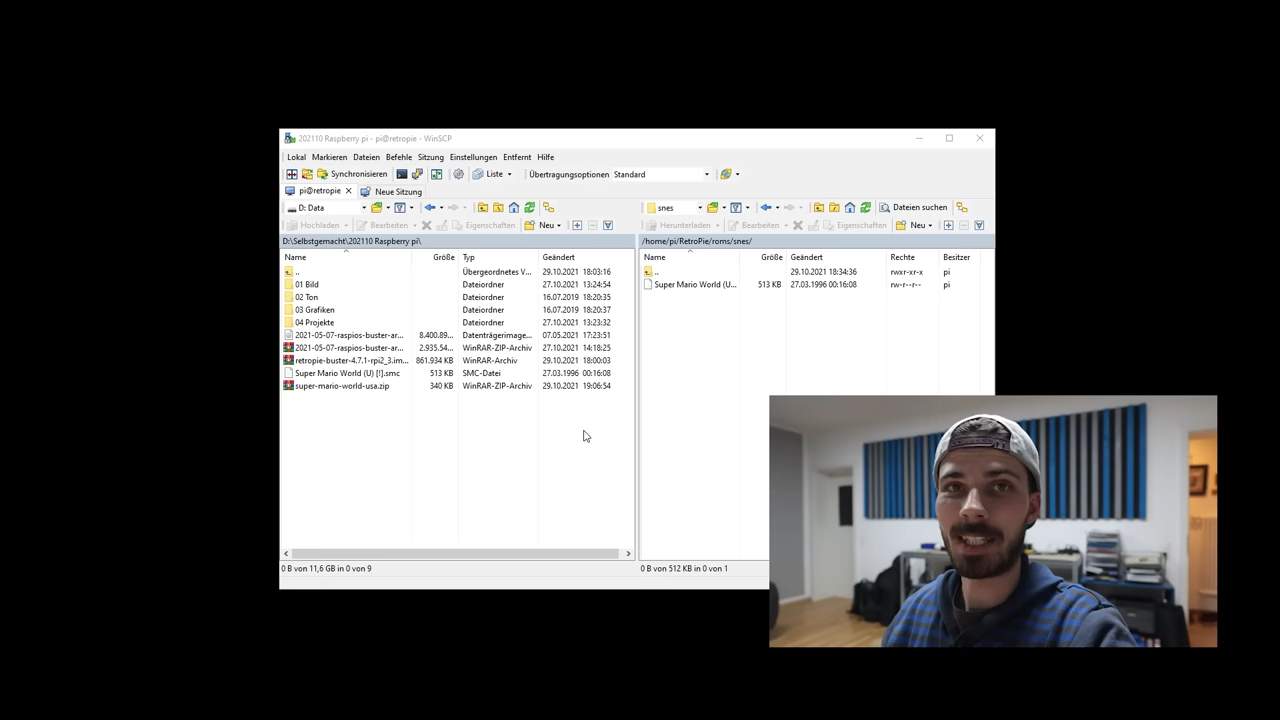 202110 Raspberry pi - pi@retropie - WinSCP
Lokal Markieren Dateien Befehle Sitzung Einstellungen Entfernt Hilfe
Synchronisieren Liste Übertragungsoptionen Standard
pi@retropie Neue Sitzung
D: Data snes Dateien suchen
Hochladen Bearbeiten Eigenschaften Neu Herunterladen Bearbeiten Eigenschaften Neu
D:\Selbstgemacht\202110 Raspberry pi\ /home/pi/RetroPie/roms/snes/
Name Größe Typ Geändert Name Größe Geändert Rechte Besitzer
.. Übergeordnetes V... 29.10.2021 18:03:16 .. 29.10.2021 18:34:36 rwxr-xr-x pi
01 Bild Dateiordner 27.10.2021 13:24:54 Super Mario World (U... 513 KB 27.03.1996 00:16:08 rw-r--r-- pi
02 Ton Dateiordner 16.07.2019 18:20:35
03 Grafiken Dateiordner 16.07.2019 18:20:37
04 Projekte Dateiordner 27.10.2021 13:23:32
2021-05-07-raspios-buster-ar... 8.400.89... Datenträgerimage... 07.05.2021 17:23:51
2021-05-07-raspios-buster-ar... 2.935.54... WinRAR-ZIP-Archiv 27.10.2021 14:18:25
retropie-buster-4.7.1-rpi2_3.im... 861.934 KB WinRAR-Archiv 29.10.2021 18:00:03
Super Mario World (U) [!].smc 513 KB SMC-Datei 27.03.1996 00:16:08
super-mario-world-usa.zip 340 KB WinRAR-ZIP-Archiv 29.10.2021 19:06:54
0 B von 11,6 GB in 0 von 9 0 B von 512 KB in 0 von 1